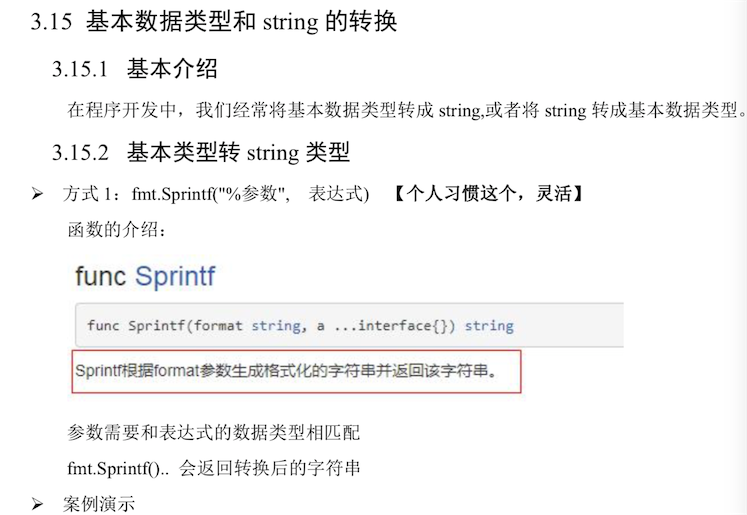 3.15 基本数据类型和 string 的转换
3.15.1 基本介绍
在程序开发中，我们经常将基本数据类型转成 string,或者将 string 转成基本数据类型。
3.15.2 基本类型转 string 类型
➢ 方式 1：fmt.Sprintf("%参数", 表达式) 【个人习惯这个，灵活】
函数的介绍：
func Sprintf
func Sprintf(format string, a ...interface{}) string
Sprintf根据format参数生成格式化的字符串并返回该字符串。
参数需要和表达式的数据类型相匹配
fmt.Sprintf().. 会返回转换后的字符串
➢ 案例演示